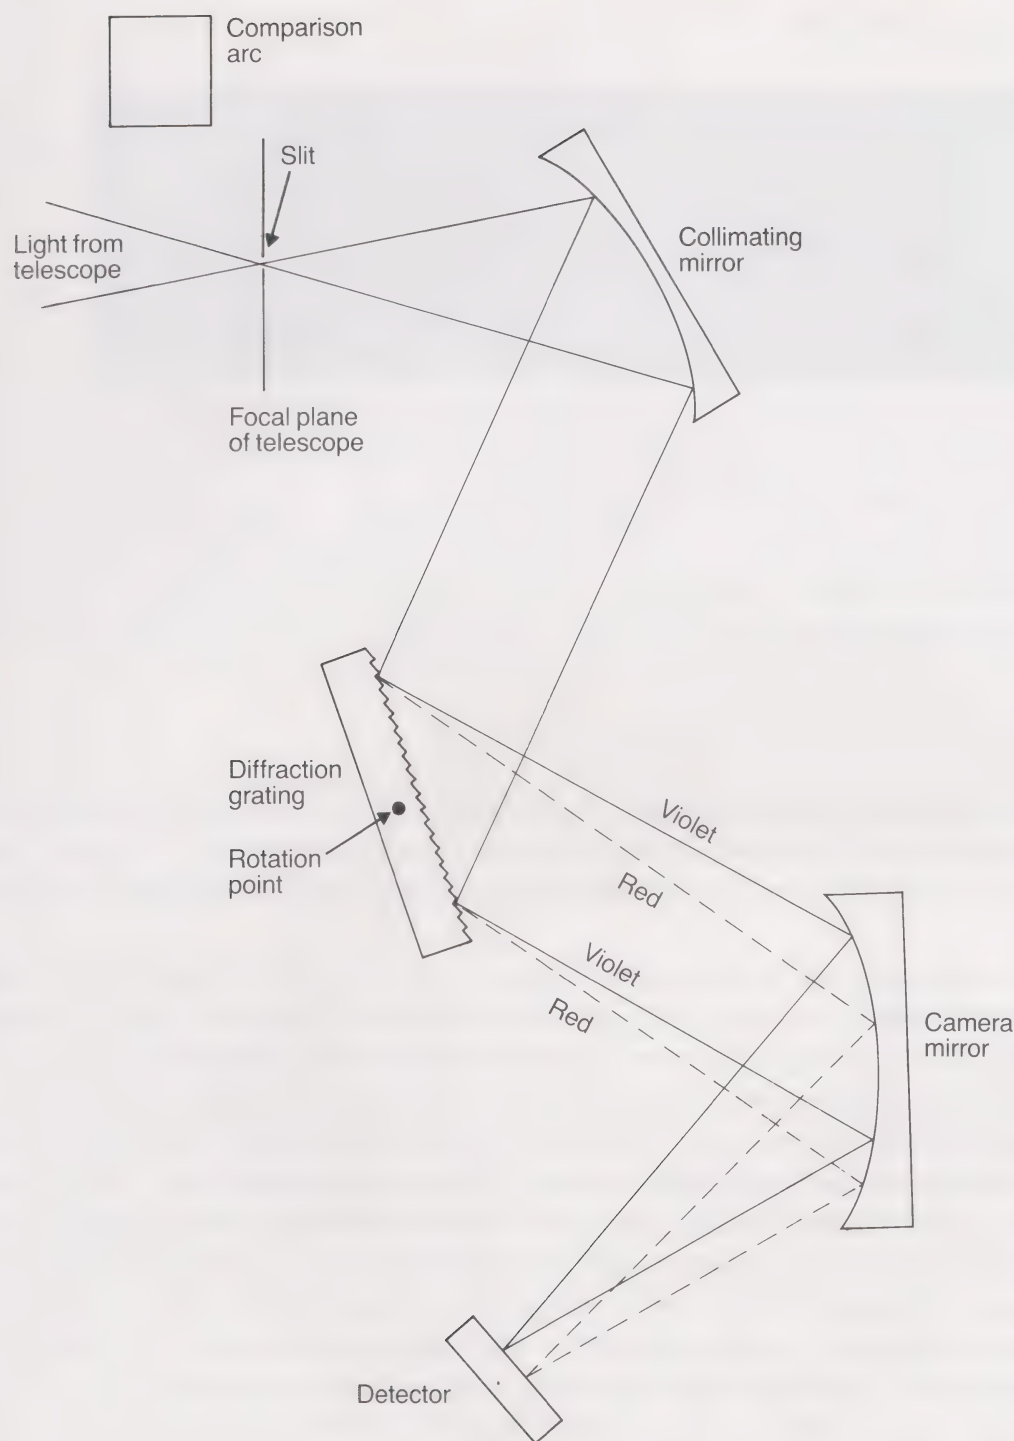 Comparison
arc
Slit
Light from
telescope
Collimating
mirror
Focal plane
of telescope
Diffraction
grating
Rotation
point
Violet
Red
Violet
Red
Camera
mirror
Detector